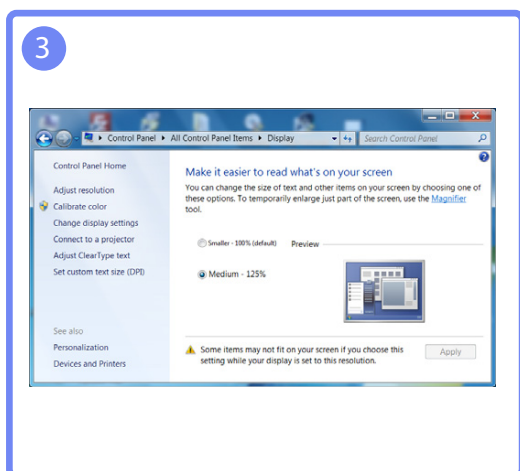 3
Control Panel ▸ All Control Panel Items ▸ Display
Search Control Panel
Control Panel Home
Adjust resolution
Calibrate color
Change display settings
Connect to a projector
Adjust ClearType text
Set custom text size (DPI)
See also
Personalization
Devices and Printers
Make it easier to read what's on your screen
You can change the size of text and other items on your screen by choosing one of
these options. To temporarily enlarge just part of the screen, use the Magnifier
tool.
Smaller - 100% (default)
Preview
Medium - 125%
Some items may not fit on your screen if you choose this
setting while your display is set to this resolution.
Apply